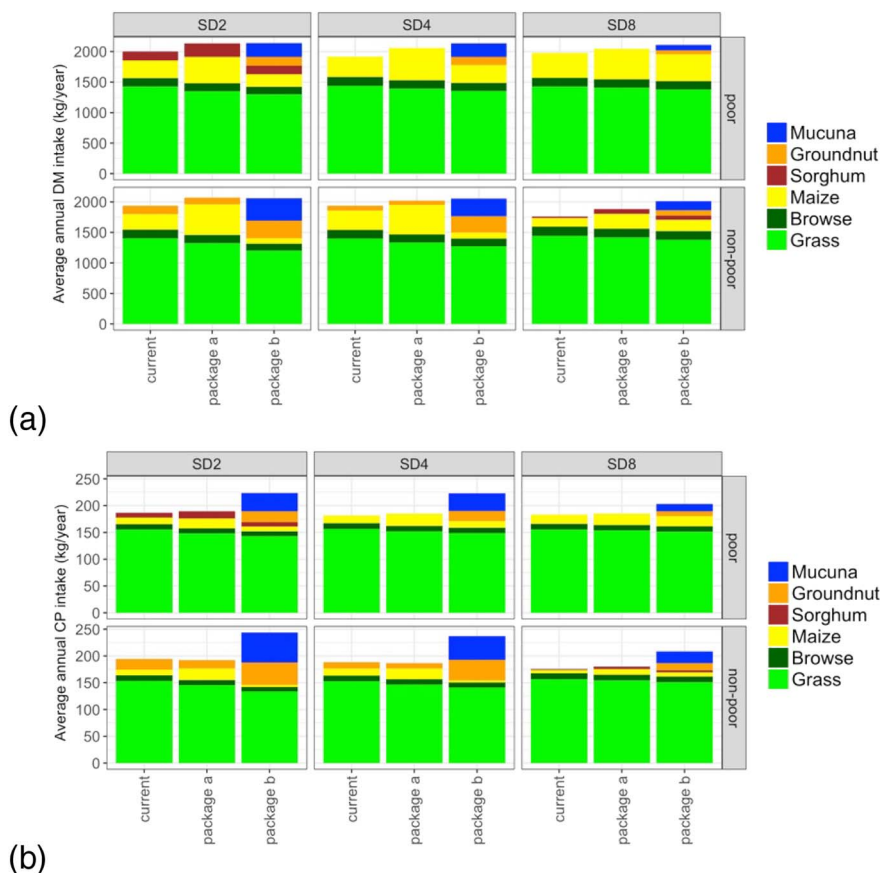 SD2 SD4 SD8
Average annual DM intake (kg/year)
2000
1500
1000
500
0
poor
2000
1500
1000
500
0
non-poor
current package a package b current package a package b current package a package b
Mucuna
Groundnut
Sorghum
Maize
Browse
Grass
(a)
SD2 SD4 SD8
Average annual CP intake (kg/year)
250
200
150
100
50
0
poor
250
200
150
100
50
0
non-poor
current package a package b current package a package b current package a package b
Mucuna
Groundnut
Sorghum
Maize
Browse
Grass
(b)